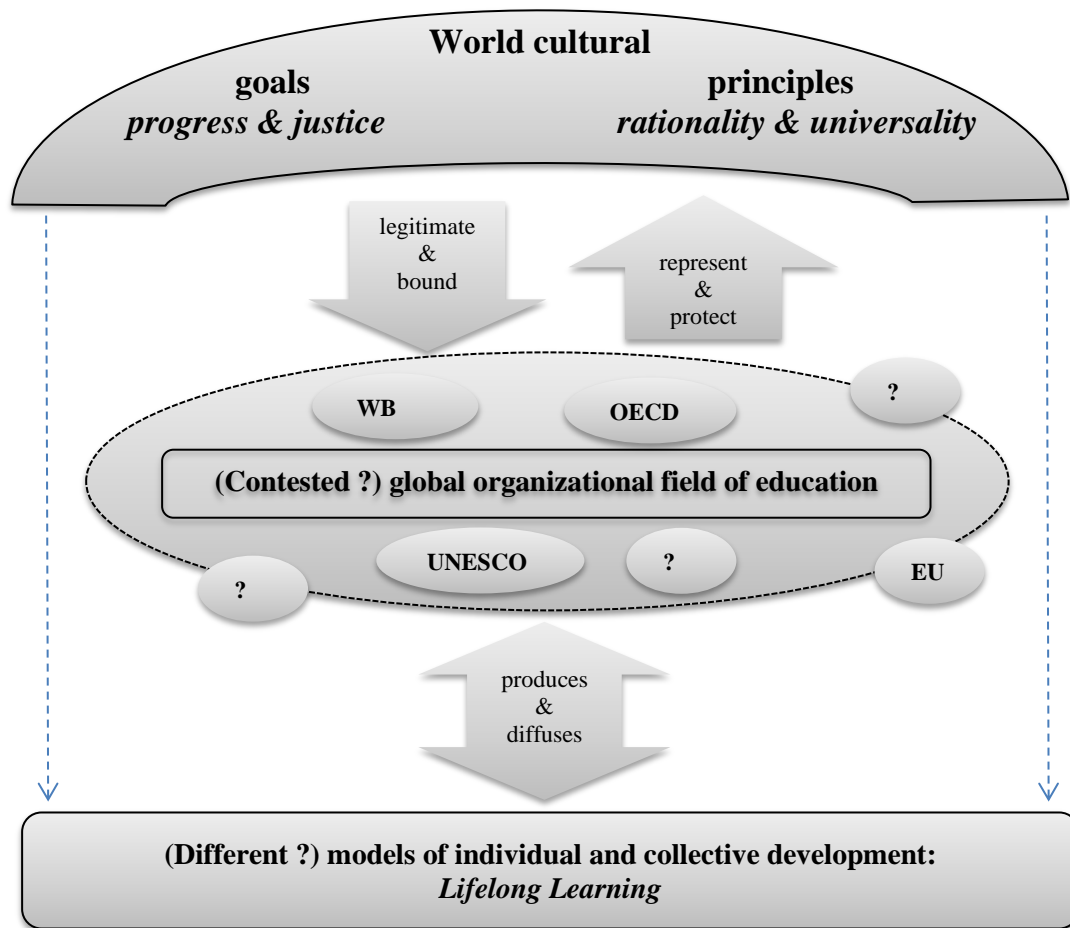 World cultural
goals
principles
progress & justice
rationality & universality
legitimate
&
bound
represent
&
protect
?
WB
OECD
(Contested ?) global organizational field of education
UNESCO
?
EU
?
produces
&
diffuses
(Different ?) models of individual and collective development:
Lifelong Learning